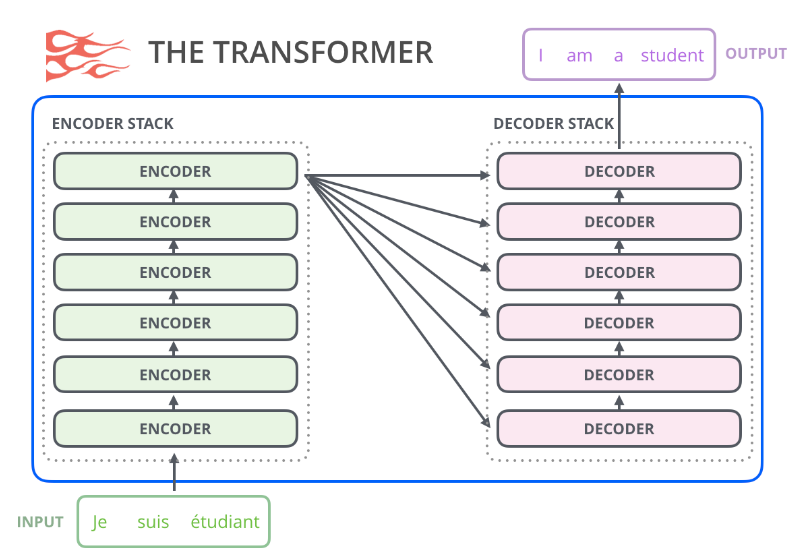 THE TRANSFORMER
I am a student
OUTPUT
ENCODER STACK
ENCODER
ENCODER
ENCODER
ENCODER
ENCODER
ENCODER
DECODER STACK
DECODER
DECODER
DECODER
DECODER
DECODER
DECODER
INPUT
Je suis étudiant